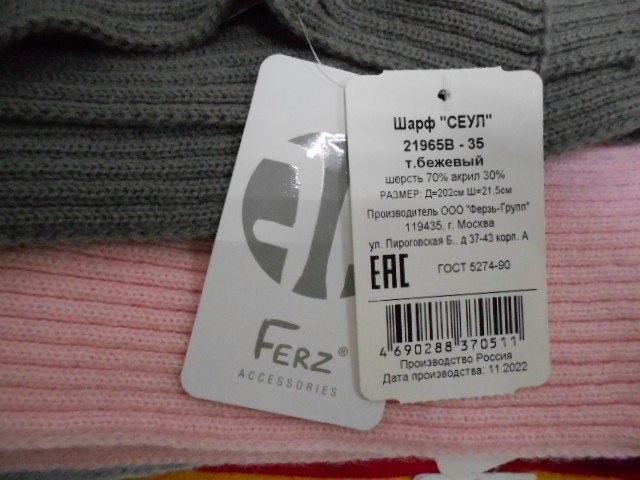 Шарф "СЕУЛ"
21965В - 35
т.бежевый
шерсть 70% акрил 30%
РАЗМЕР: Д=202см Ш=21,5см
Производитель ООО "Ферзь-Групп"
119435, г. Москва
ул. Пироговская Б., д 37-43 корп. А
EAC ГОСТ 5274-90
4 690288 370511
Производство Россия
Дата производства: 11.2022
FERZ®
ACCESSORIES